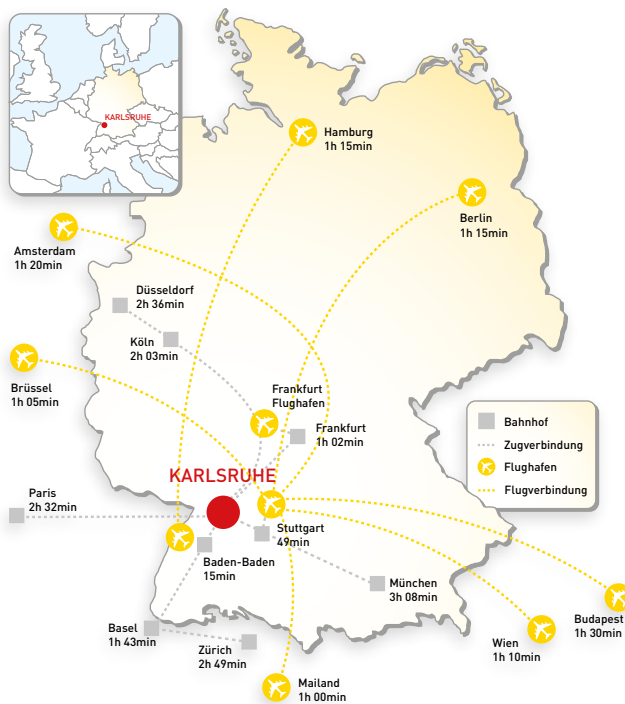 KARLSRUHE
Hamburg
1h 15min
Berlin
1h 15min
Amsterdam
1h 20min
Düsseldorf
2h 36min
Köln
2h 03min
Brüssel
1h 05min
Frankfurt
Flughafen
Frankfurt
1h 02min
Bahnhof
Zugverbindung
Flughafen
Flugverbindung
KARLSRUHE
Paris
2h 32min
Stuttgart
49min
Baden-Baden
15min
München
3h 08min
Basel
1h 43min
Zürich
2h 49min
Wien
1h 10min
Budapest
1h 30min
Mailand
1h 00min